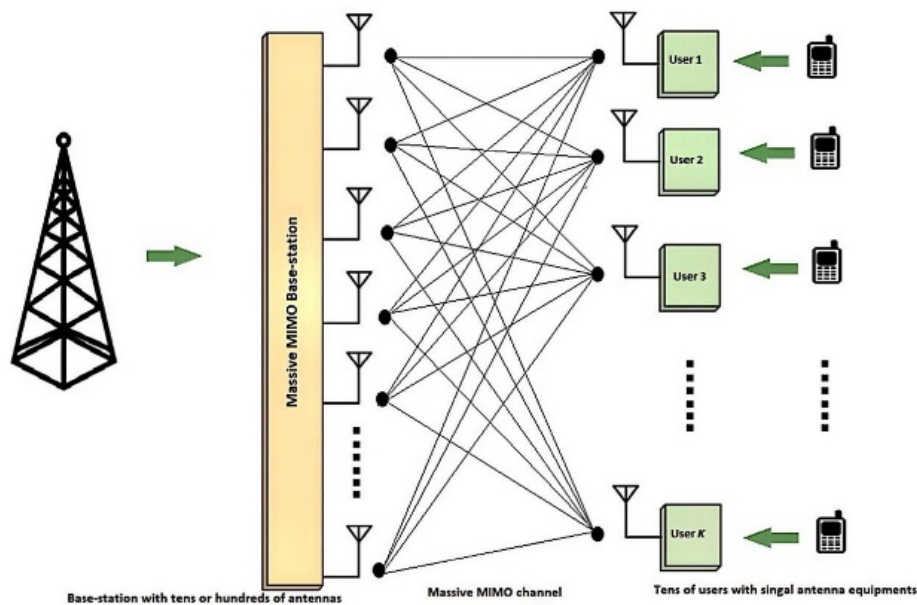 Massive MIMO Base-station
User 1
User 2
User 3
User K
Base-station with tens or hundreds of antennas
Massive MIMO channel
Tens of users with singal antenna equipments